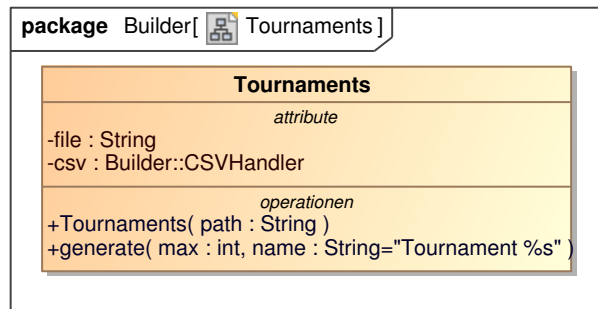 package Builder[ Tournaments ]
Tournaments
attribute
-file : String
-csv : Builder::CSVHandler
operationen
+Tournaments( path : String )
+generate( max : int, name : String="Tournament %s" )